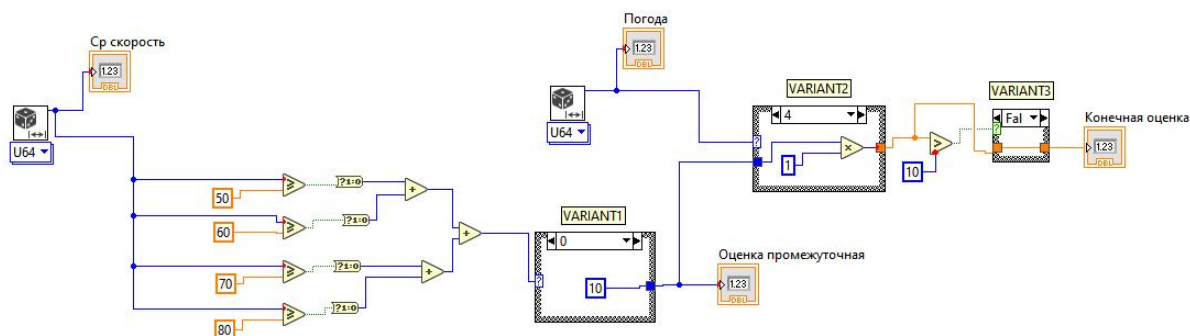 Ср скорость
1.23
DBL
U64
50
?1:0
60
?1:0
70
?1:0
80
?1:0
VARIANT1
0
10
Погода
1.23
DBL
U64
VARIANT2
4
1
10
VARIANT3
Fal
Конечная оценка
1.23
DBL
Оценка промежуточная
1.23
DBL